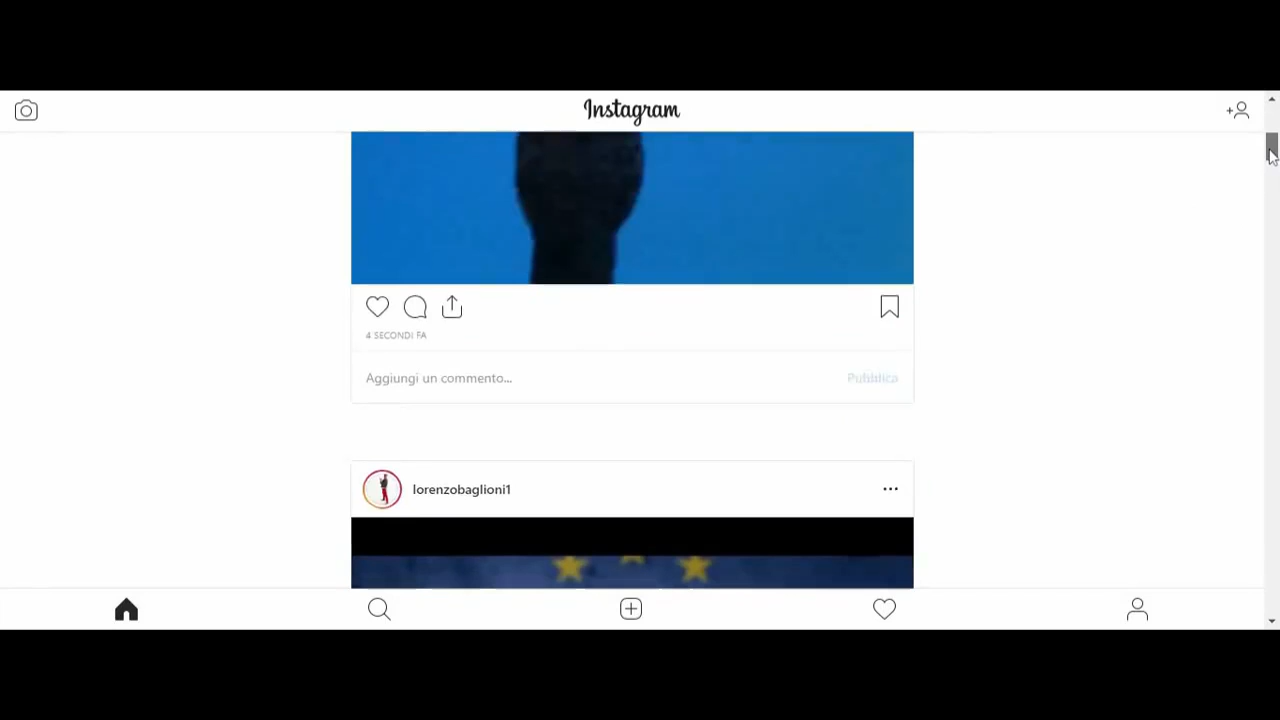 Instagram
4 SECONDI FA
Aggiungi un commento...
Pubblica
lorenzobaglioni1